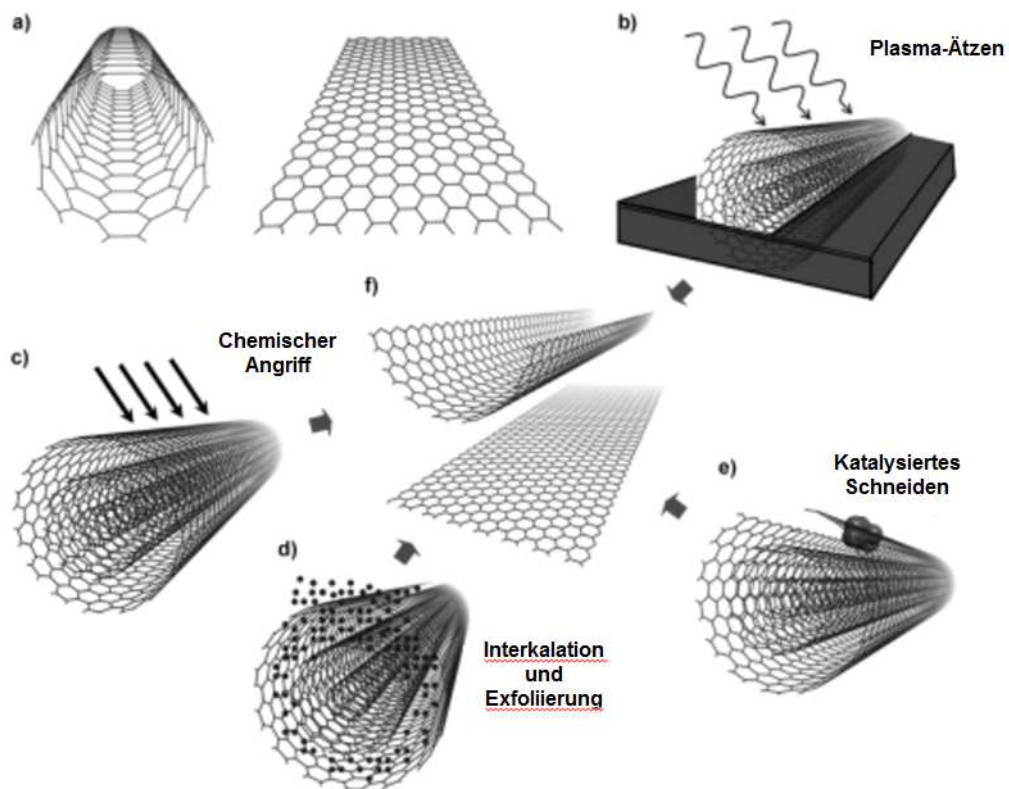 a)
b)
Plasma-Ätzen
f)
Chemischer
Angriff
c)
Katalysiertes
Schneiden
e)
d)
Interkalation
und
Exfoliierung